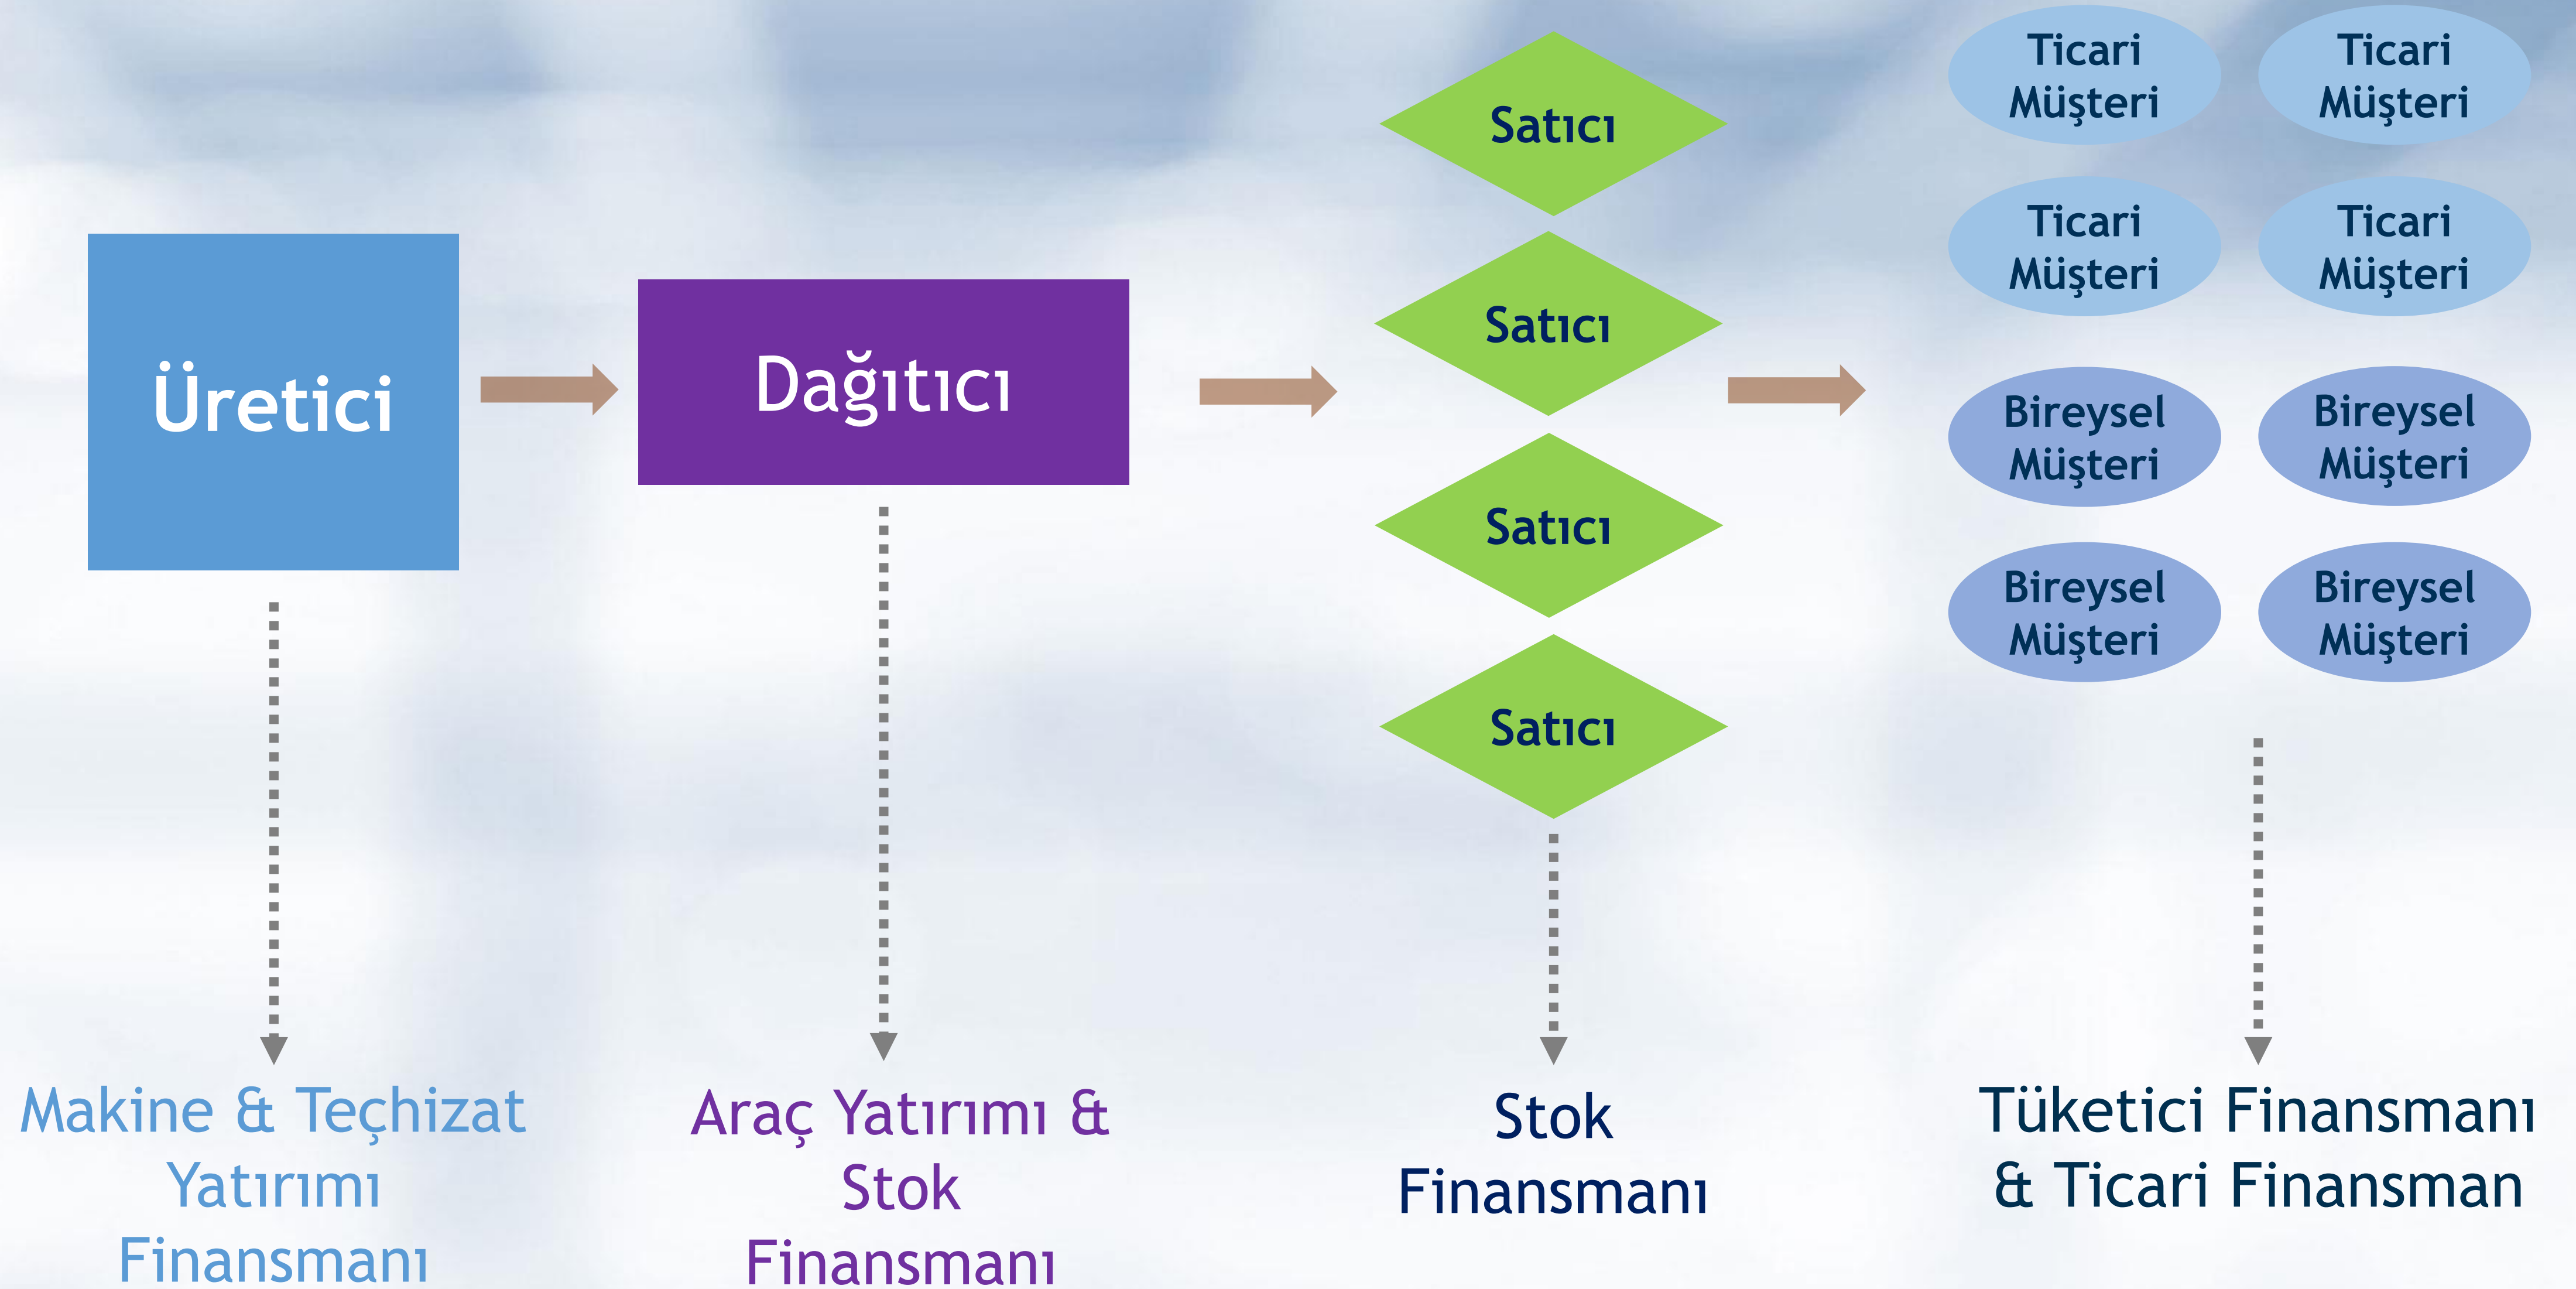 Üretici
Dağıtıcı
Satıcı
Satıcı
Satıcı
Satıcı
Ticari
Müşteri
Ticari
Müşteri
Ticari
Müşteri
Ticari
Müşteri
Bireysel
Müşteri
Bireysel
Müşteri
Bireysel
Müşteri
Bireysel
Müşteri
Makine & Teçhizat
Yatırımı
Finansmanı
Araç Yatırımı &
Stok
Finansmanı
Stok
Finansmanı
Tüketici Finansmanı
& Ticari Finansman